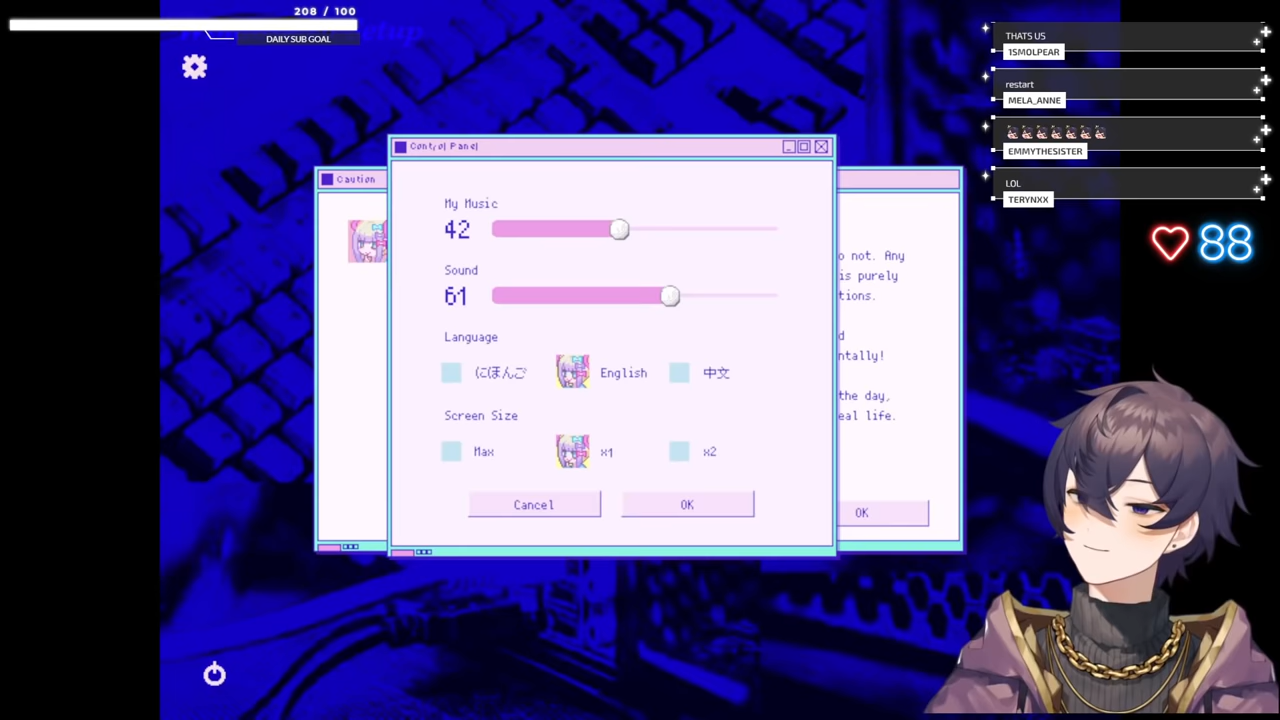 208 / 100
DAILY SUB GOAL
etup
THATS US
1SMOLPEAR
restart
MELA_ANNE
EMMYTHESISTER
LOL
TERYNXX
88
Control Panel
Caution
My Music
42
Sound
61
Language
にほんご
English
中文
Screen Size
Max
x1
x2
Cancel
OK
o not. Any
is purely
tions.
d
ntally!
the day,
eal life.
OK